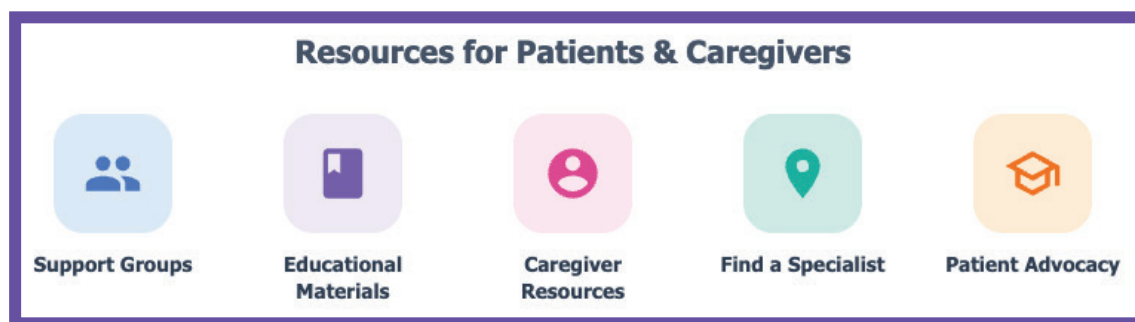 Resources for Patients & Caregivers
Support Groups
Educational
Materials
Caregiver
Resources
Find a Specialist
Patient Advocacy